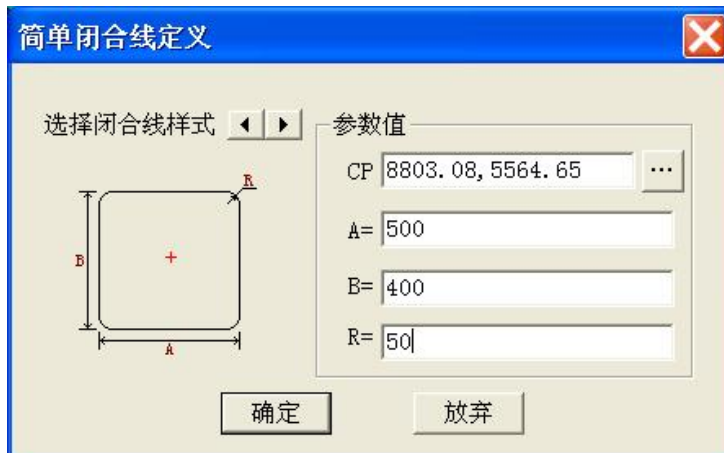 简单闭合线定义
选择闭合线样式
参数值
CP 8803.08,5564.65 ...
A= 500
B= 400
R= 50
R
B
A
确定 放弃